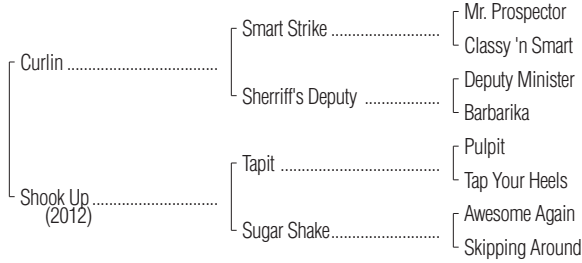 Mr. Prospector
Smart Strike ............................
Classy 'n Smart
Curlin .......................................
Deputy Minister
Sherriff's Deputy ...................
Barbarika
Pulpit
Tapit .........................................
Tap Your Heels
Shook Up ................................
(2012)
Awesome Again
Sugar Shake............................
Skipping Around